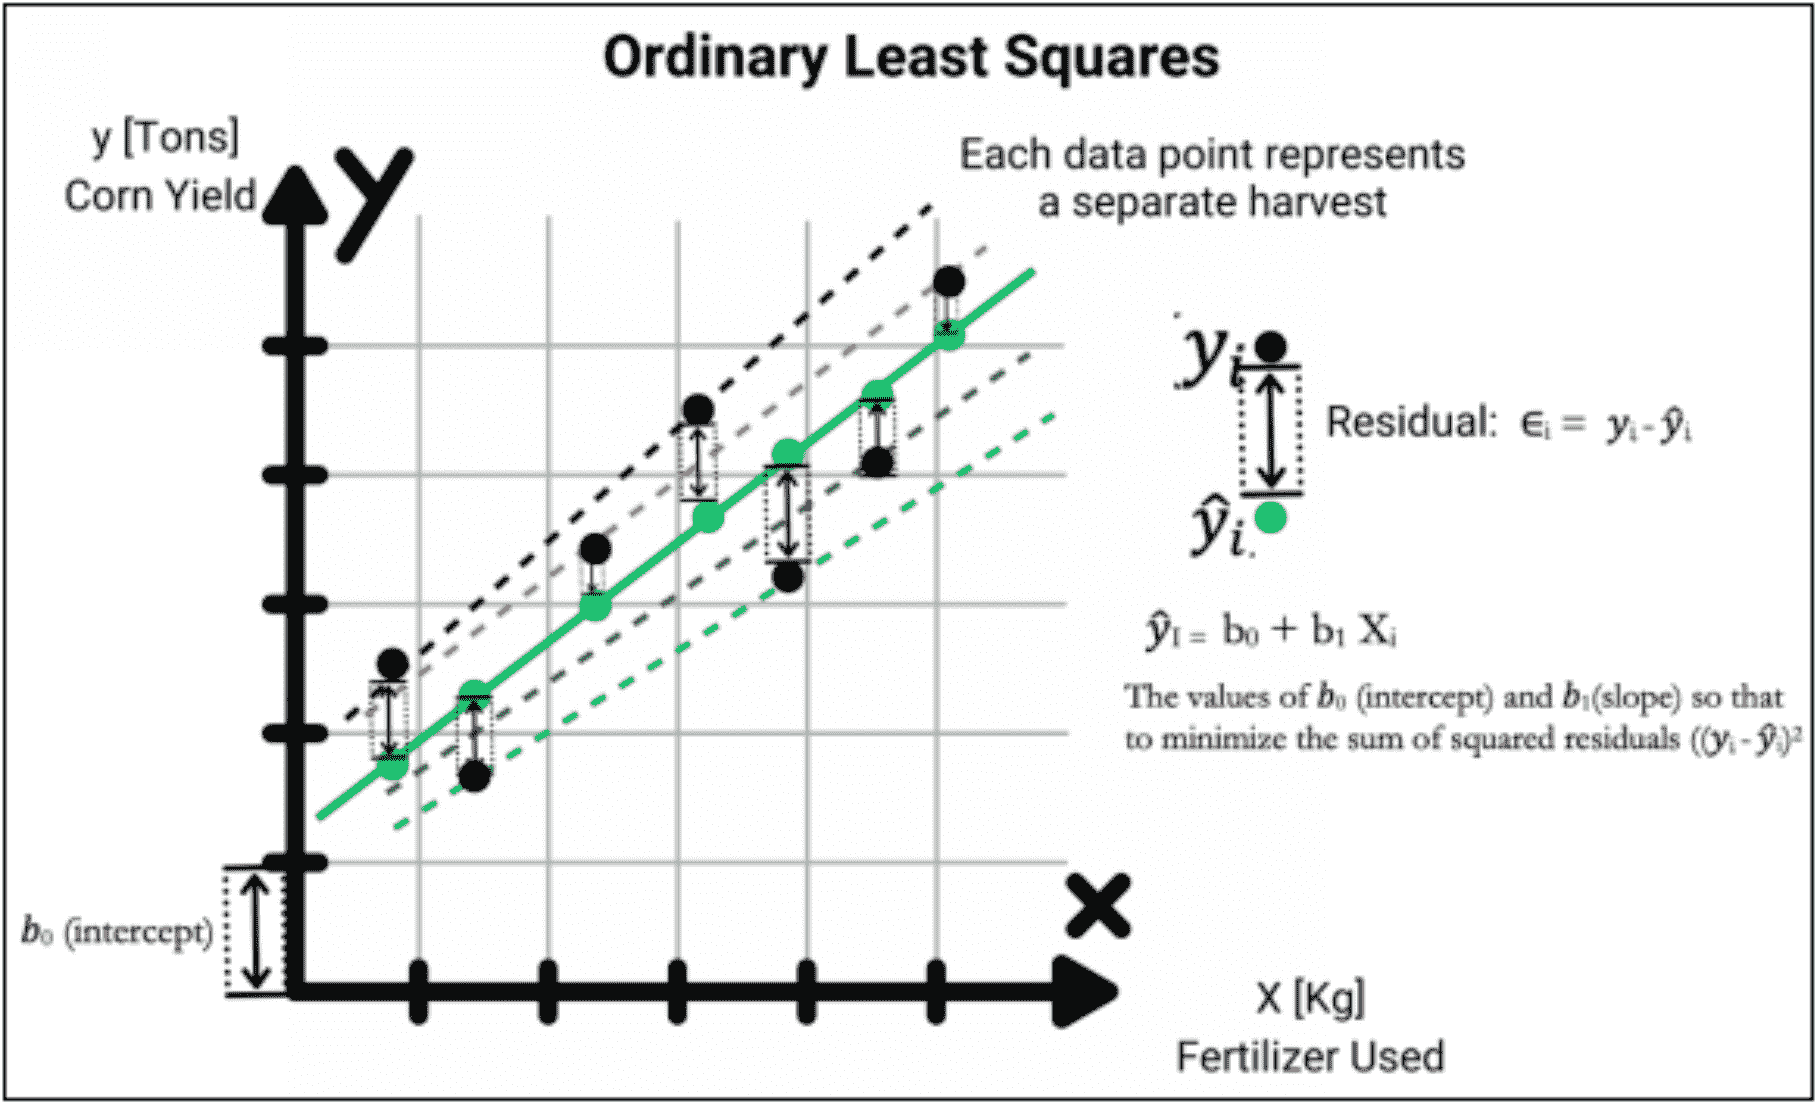 Ordinary Least Squares
y [Tons]
Corn Yield
Y
Each data point represents
a separate harvest
yᵢ
Residual: ϵᵢ = yᵢ - ŷᵢ
ŷᵢ.
ŷI = b₀ + b₁ Xᵢ
The values of b₀ (intercept) and b₁(slope) so that
to minimize the sum of squared residuals ((yᵢ - ŷᵢ)²
b₀ (intercept)
X
X [Kg]
Fertilizer Used